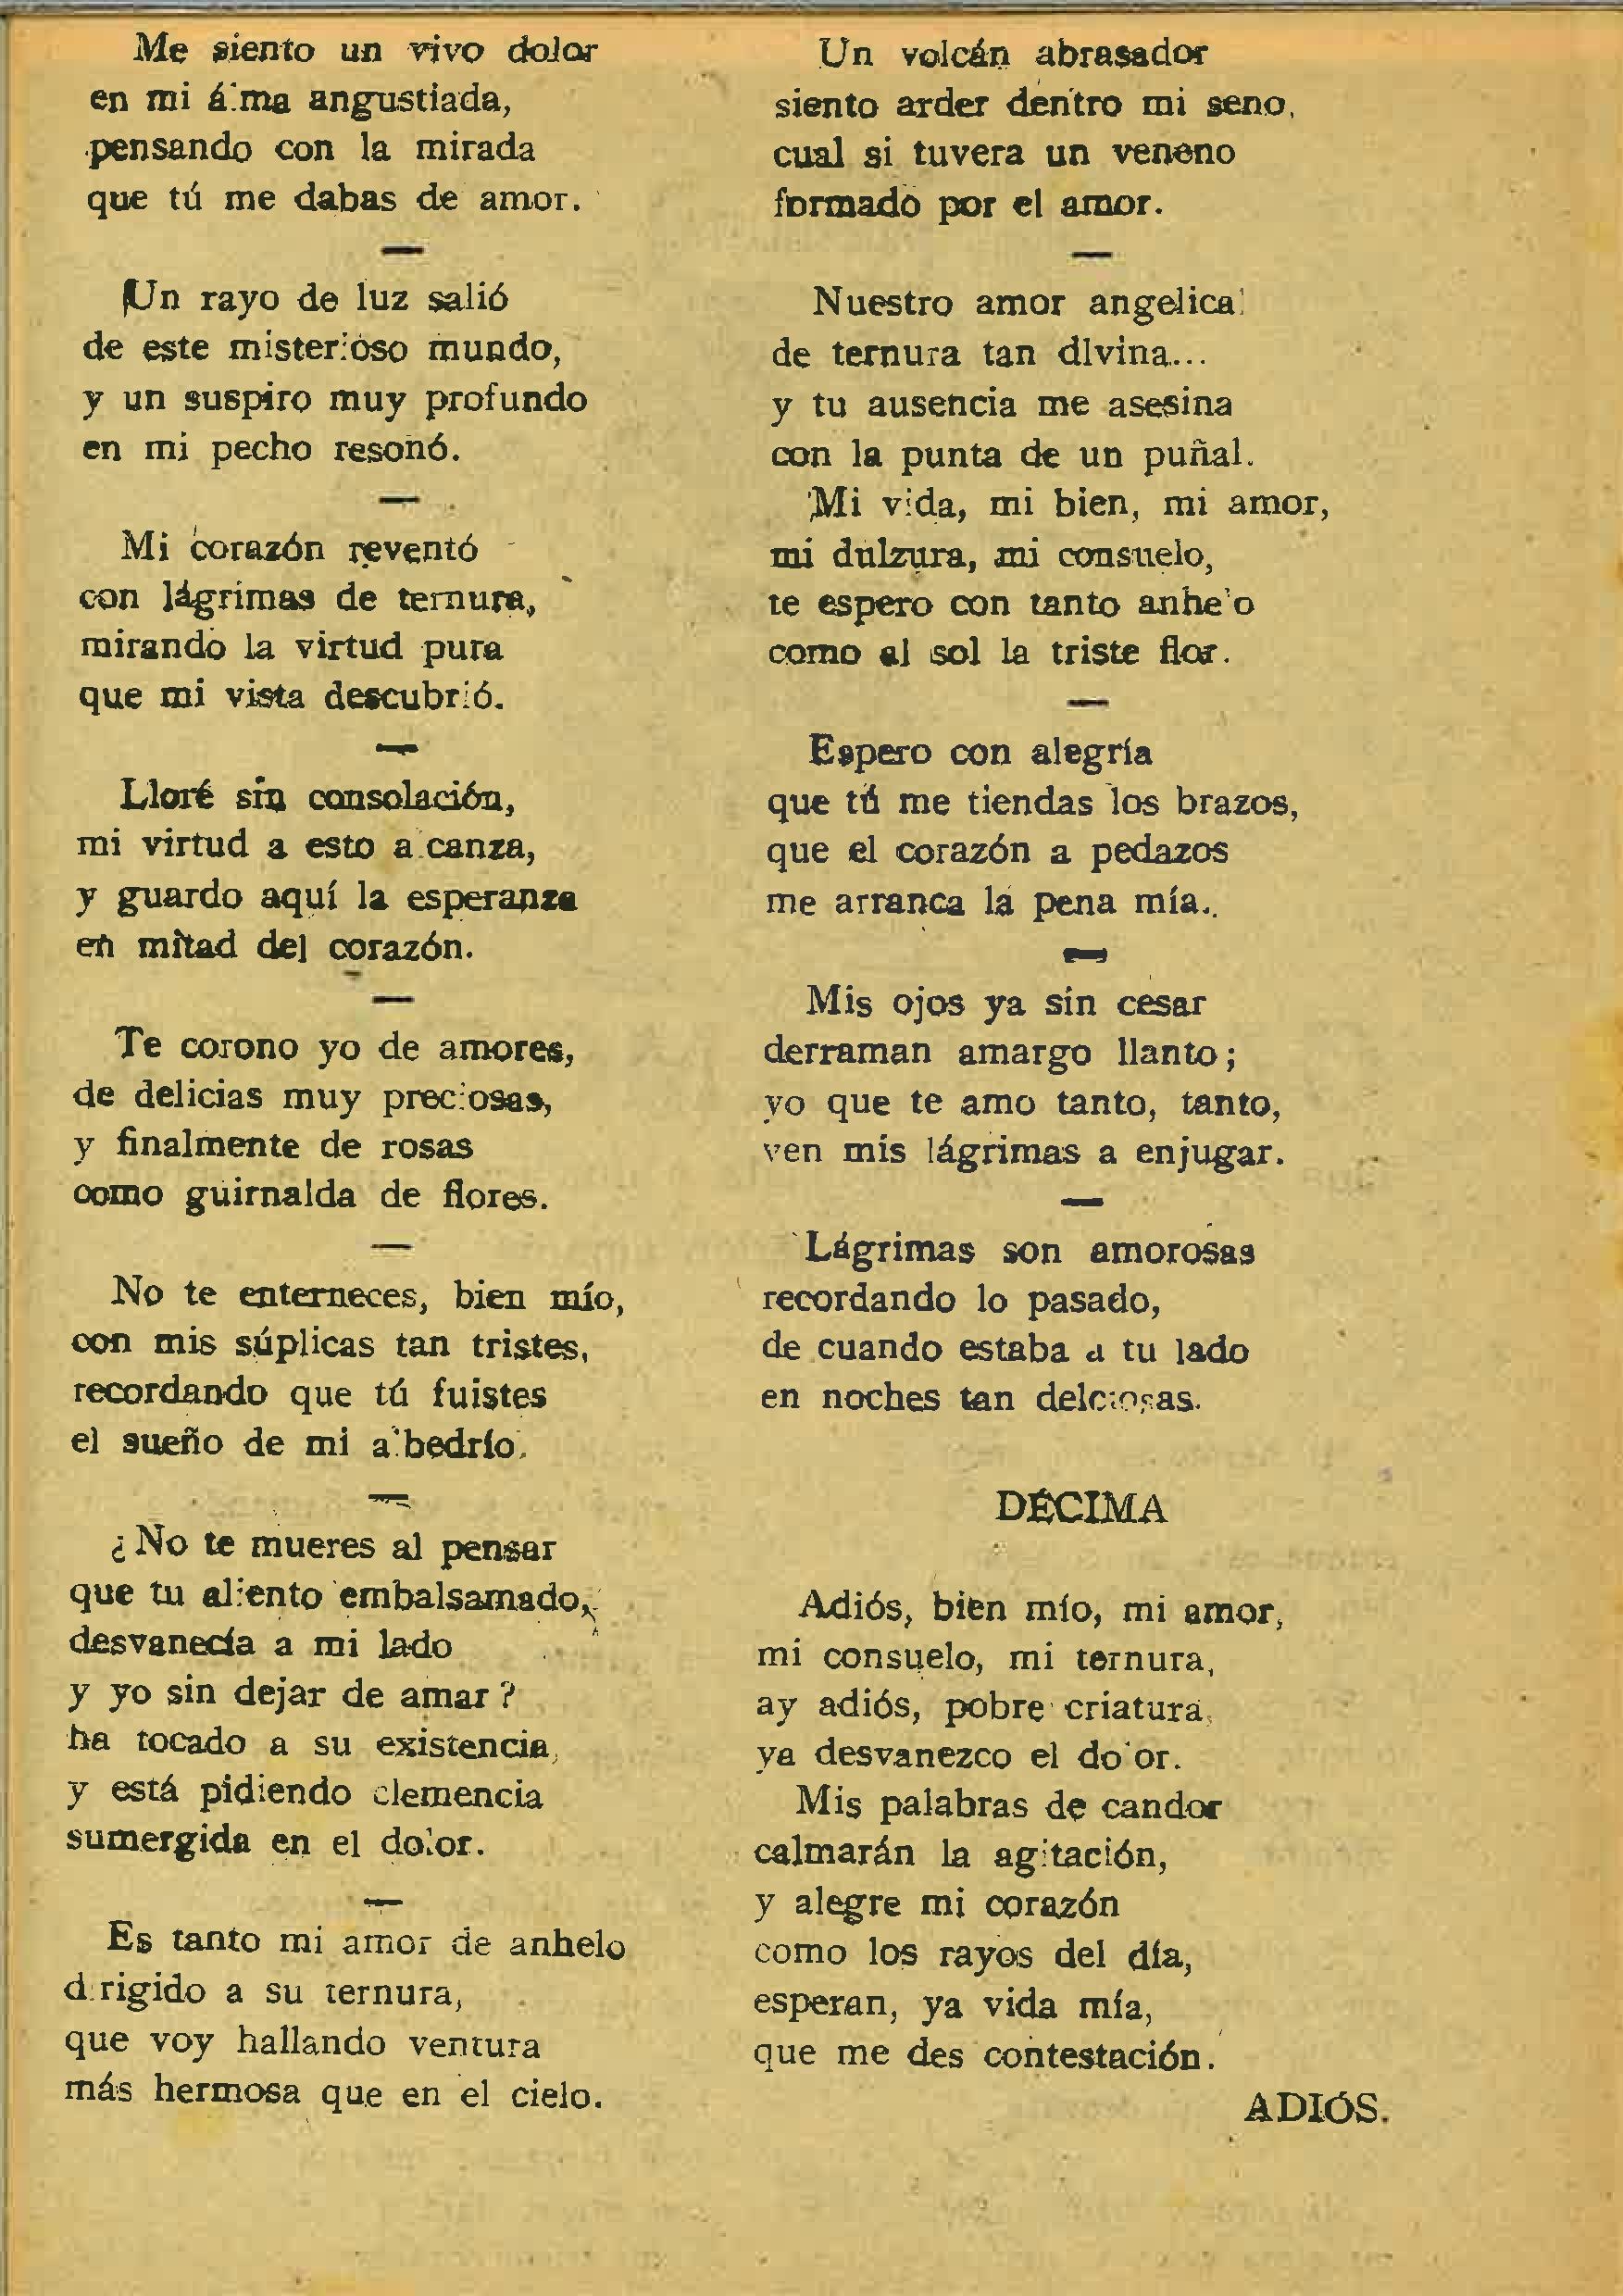 Me siento un vivo dolor
en mi álma angustiada,
pensando con la mirada
que tú me dabas de amor.
—
Un rayo de luz salió
de este misterioso mundo,
y un suspiro muy profundo
en mi pecho resonó.
—
Mi corazón reventó
con lágrimas de ternura,
mirando la virtud pura
que mi vista descubrió.
—
Lloré sin consolación,
mi virtud a esto alcanza,
y guardo aquí la esperanza
en mitad del corazón.
—
Te corono yo de amores,
de delicias muy preciosas,
y finalmente de rosas
como guirnalda de flores.
—
No te enterneces, bien mío,
con mis súplicas tan tristes,
recordando que tú fuistes
el sueño de mi albedrío.
—
¿No te mueres al pensar
que tu aliento embalsamado,
desvanecía a mi lado
y yo sin dejar de amar?
ha tocado a su existencia,
y está pidiendo clemencia
sumergida en el dolor.
—
Es tanto mi amor de anhelo
dirigido a su ternura,
que voy hallando ventura
más hermosa que en el cielo.
Un volcán abrasador
siento arder dentro mi seno,
cual si tuvera un veneno
formado por el amor.
—
Nuestro amor angelical
de ternura tan divina...
y tu ausencia me asesina
con la punta de un puñal.
Mi vida, mi bien, mi amor,
mi dulzura, mi consuelo,
te espero con tanto anhelo
como al sol la triste flor.
—
Espero con alegría
que tú me tiendas los brazos,
que el corazón a pedazos
me arranca la pena mía.
—
Mis ojos ya sin cesar
derraman amargo llanto;
yo que te amo tanto, tanto,
ven mis lágrimas a enjugar.
—
Lágrimas son amorosas
recordando lo pasado,
de cuando estaba a tu lado
en noches tan delciosas.
DÉCIMA
Adiós, bien mío, mi amor,
mi consuelo, mi ternura,
ay adiós, pobre criatura,
ya desvanezco el dolor.
Mis palabras de candor
calmarán la agitación,
y alegre mi corazón
como los rayos del día,
esperan, ya vida mía,
que me des contestación.
ADIÓS.